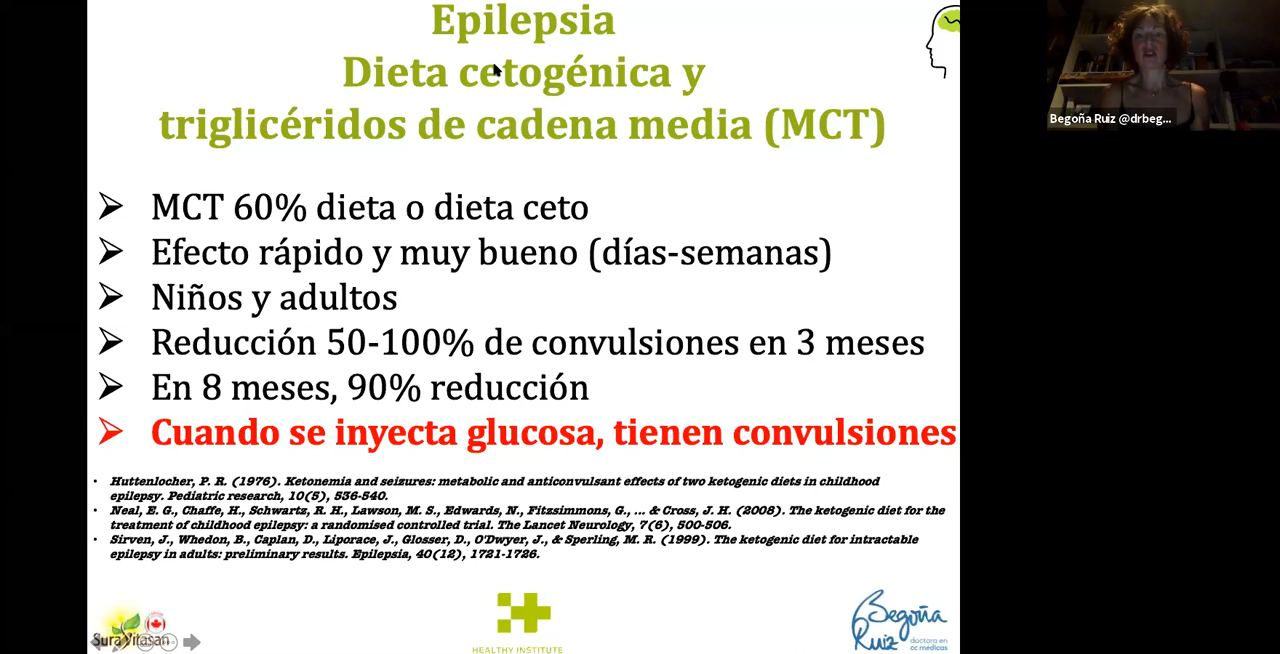 Epilepsia
Dieta cetogénica y
triglicéridos de cadena media (MCT)
Begoña Ruiz @drbeg...
MCT 60% dieta o dieta ceto
Efecto rápido y muy bueno (días-semanas)
Niños y adultos
Reducción 50-100% de convulsiones en 3 meses
En 8 meses, 90% reducción
Cuando se inyecta glucosa, tienen convulsiones
Huttenlocher, P. R. (1976). Ketonemia and seizures: metabolic and anticonvulsant effects of two ketogenic diets in childhood
epilepsy. Pediatric research, 10(5), 536-540.
Neal, E. G., Chaffe, H., Schwartz, R. H., Lawson, M. S., Edwards, N., Fitzsimmons, G., ... & Cross, J. H. (2008). The ketogenic diet for the
treatment of childhood epilepsy: a randomised controlled trial. The Lancet Neurology, 7(6), 500-506.
Sirven, J., Whedon, B., Caplan, D., Liporace, J., Glosser, D., O'Dwyer, J., & Sperling, M. R. (1999). The ketogenic diet for intractable
epilepsy in adults: preliminary results. Epilepsia, 40(12), 1721-1726.
Sura Vitasan
HEALTHY INSTITUTE
Begoña
Ruiz
doctora en
cc médicas